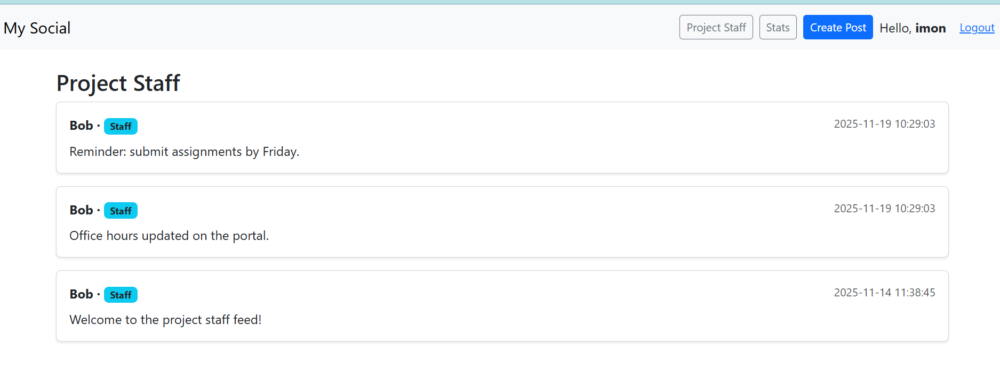 My Social
Project Staff
Stats
Create Post
Hello, imon
Logout
Project Staff
Bob · Staff
2025-11-19 10:29:03
Reminder: submit assignments by Friday.
Bob · Staff
2025-11-19 10:29:03
Office hours updated on the portal.
Bob · Staff
2025-11-14 11:38:45
Welcome to the project staff feed!